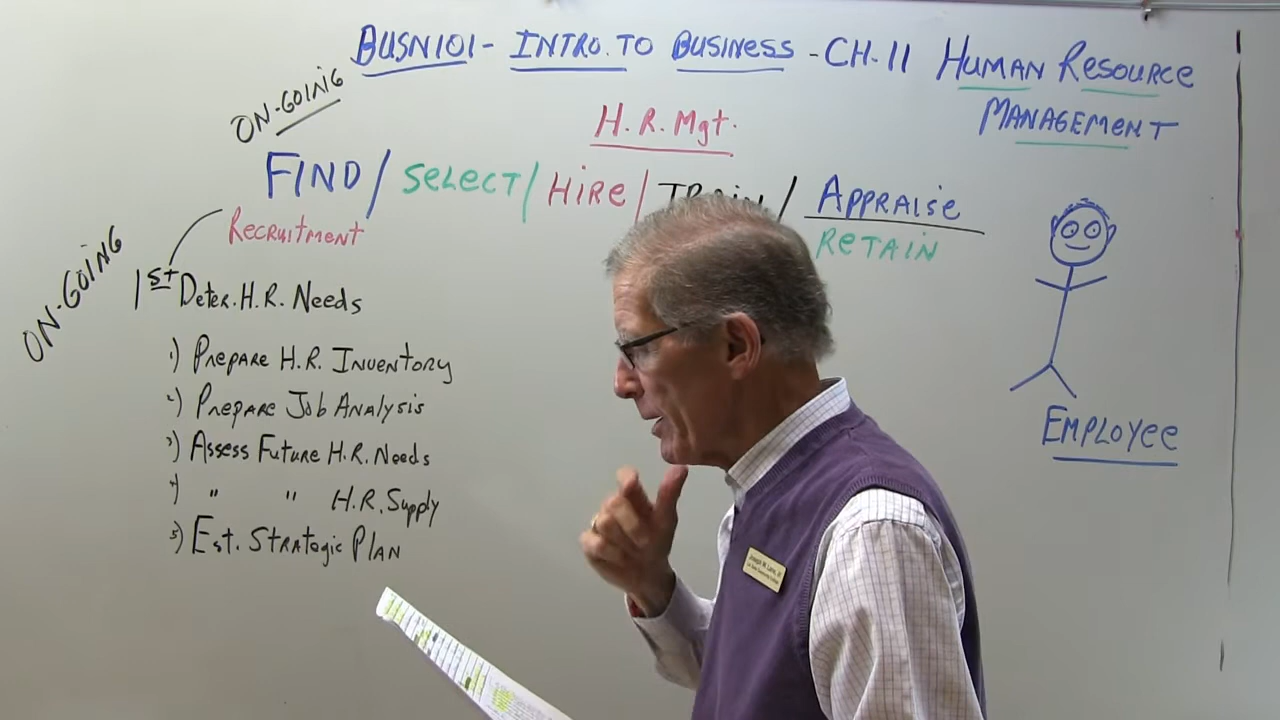 BUSN101 - INTRO. TO BUSINESS - CH. 11 HUMAN RESOURCE
MANAGEMENT
ON-GOING
H.R. Mgt.
FIND / SELECT / HIRE / TRAIN / APPRAISE
RECRUITMENT
RETAIN
ON-GOING
1st Deter. H.R. Needs
1) PREPARE H.R. INVENTORY
2) PREPARE Job ANALYSIS
3) ASSESS FUTURE H.R. NEEDS
4) " " H.R. Supply
5) EST. STRATEGIC PLAN
EMPLOYEE